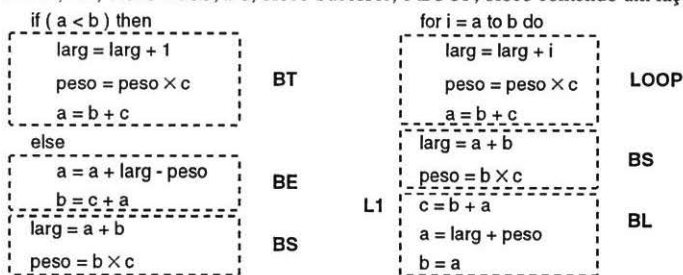 if ( a < b ) then
larg = larg + 1
peso = peso × c
a = b + c
BT
else
a = a + larg - peso
b = c + a
BE
larg = a + b
peso = b × c
BS
for i = a to b do
larg = larg + i
peso = peso × c
a = b + c
LOOP
larg = a + b
peso = b × c
BS
L1
c = b + a
a = larg + peso
b = a
BL